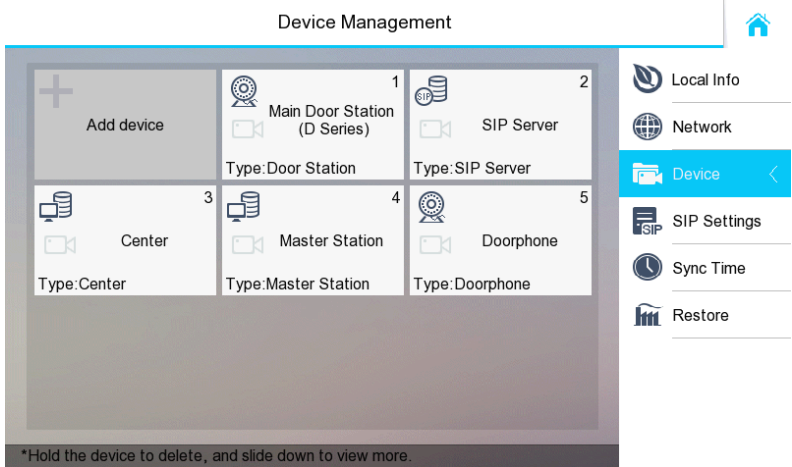 Device Management
Add device
1
Main Door Station
(D Series)
Type:Door Station
2
SIP
SIP Server
Type:SIP Server
3
Center
Type:Center
4
Master Station
Type:Master Station
5
Doorphone
Type:Doorphone
*Hold the device to delete, and slide down to view more.
Local Info
Network
Device
SIP
SIP Settings
Sync Time
Restore